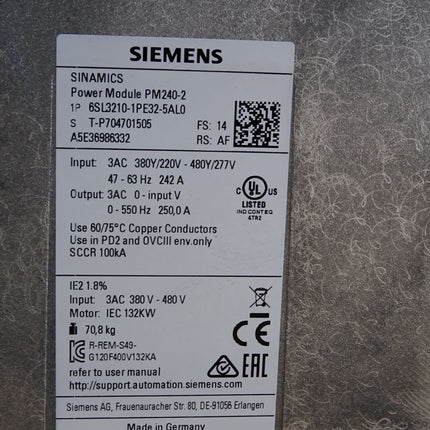 SIEMENS
SINAMICS
Power Module PM240-2
1P 6SL3210-1PE32-5AL0
S T-P704701505 FS: 14
A5E36986332 RS: AF
Input: 3AC 380Y/220V - 480Y/277V
47 - 63 Hz 242 A
Output: 3AC 0 - input V
0 - 550 Hz 250,0 A
C UL US
LISTED
IND CONT EQ
4TR2
Use 60/75°C Copper Conductors
Use in PD2 and OVCIII env.only
SCCR 100kA
IE2 1.8%
Input: 3AC 380 V - 480 V
Motor: IEC 132KW
70,8 kg
R-REM-S49-
G120F400V132KA
CE
EAC
refer to user manual
http://support.automation.siemens.com
Siemens AG, Frauenauracher Str. 80, DE-91056 Erlangen
Made in Germany